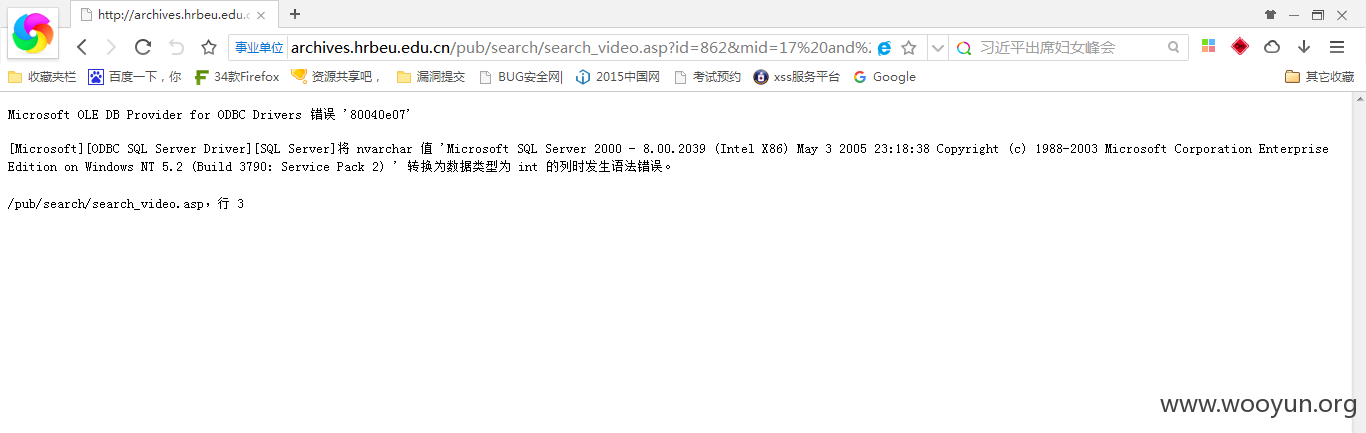 http://archives.hrbeu.edu.c
事业单位 archives.hrbeu.edu.cn/pub/search/search_video.asp?id=862&mid=17%20and%2 习近平出席妇女峰会
收藏夹栏 百度一下，你 34款Firefox 资源共享吧， 漏洞提交 BUG安全网| 2015中国网 考试预约 xss服务平台 Google 其它收藏
Microsoft OLE DB Provider for ODBC Drivers 错误 '80040e07'
[Microsoft][ODBC SQL Server Driver][SQL Server]将 nvarchar 值 'Microsoft SQL Server 2000 - 8.00.2039 (Intel X86) May 3 2005 23:18:38 Copyright (c) 1988-2003 Microsoft Corporation Enterprise
Edition on Windows NT 5.2 (Build 3790: Service Pack 2) ' 转换为数据类型为 int 的列时发生语法错误。
/pub/search/search_video.asp，行 3
www.wooyun.org